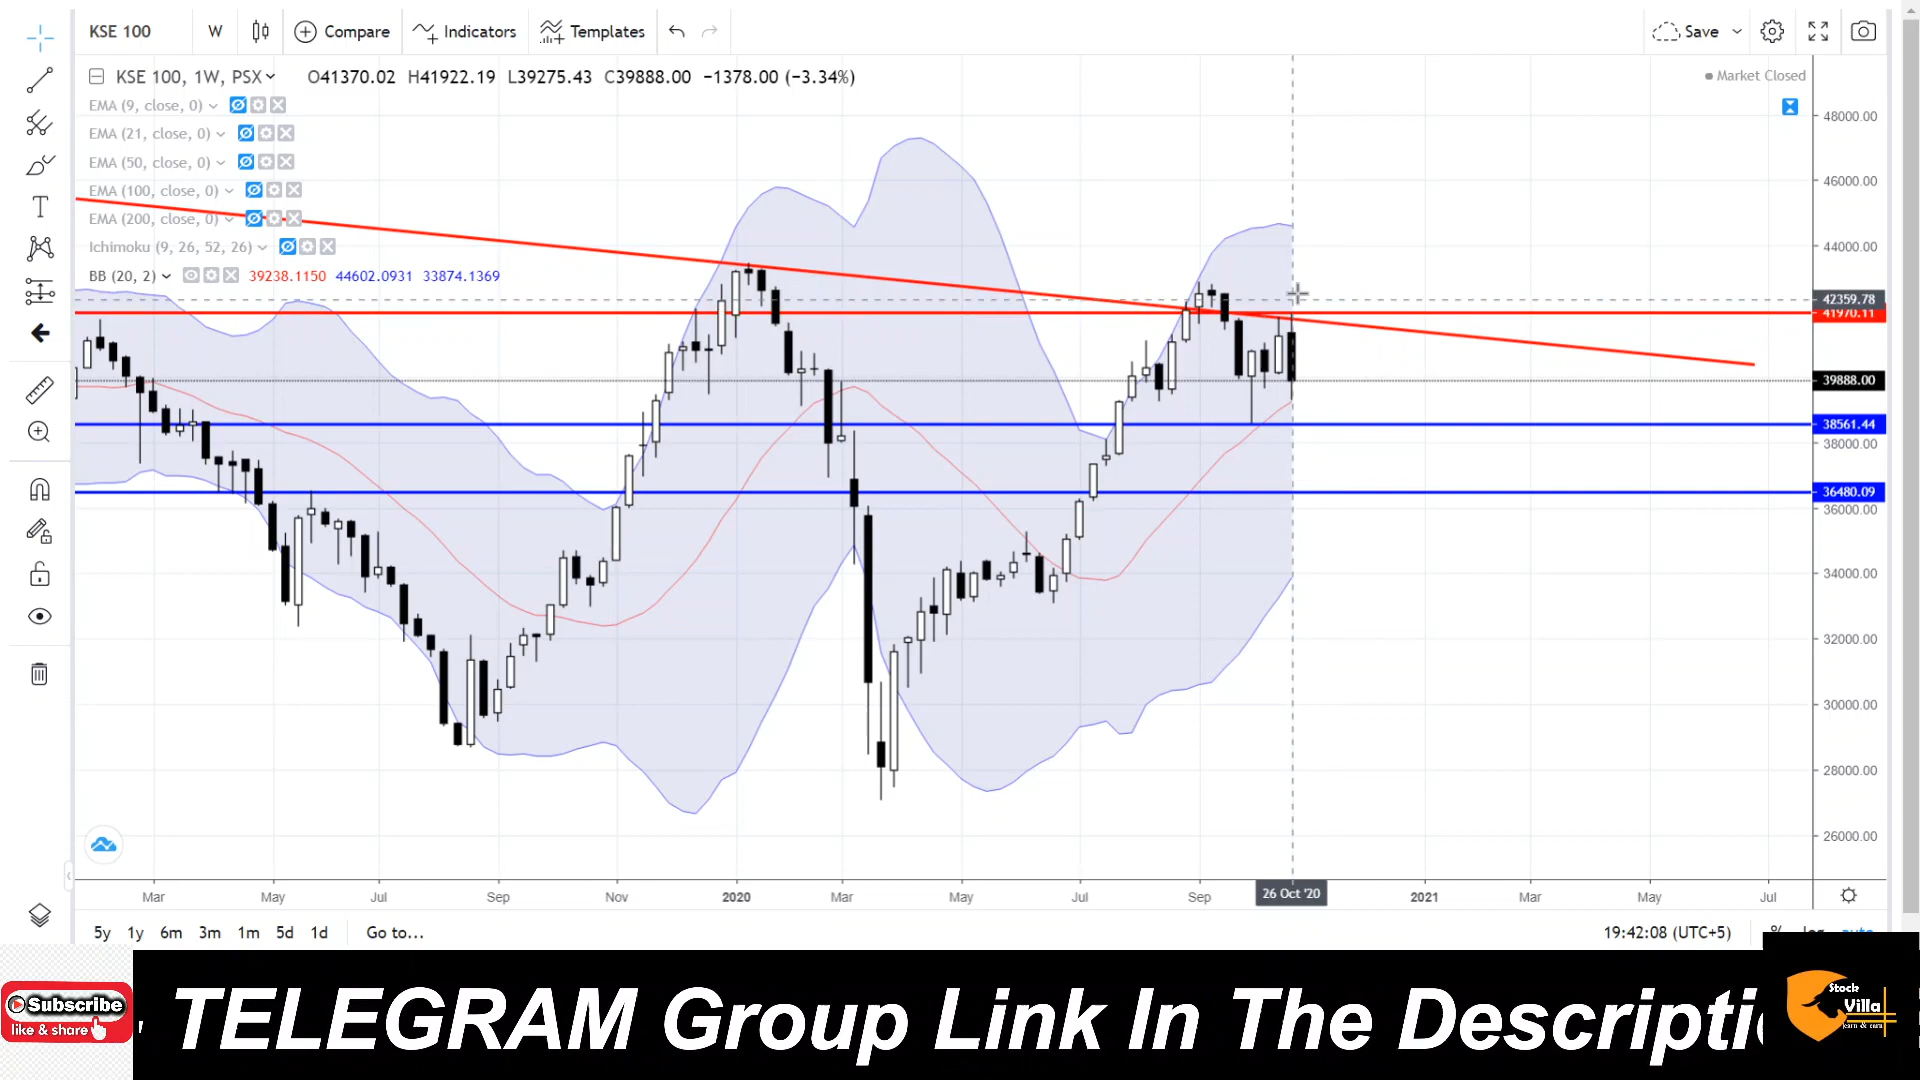 KSE 100 W Compare Indicators Templates Save
KSE 100, 1W, PSX O41370.02 H41922.19 L39275.43 C39888.00 −1378.00 (−3.34%)
Market Closed
EMA (9, close, 0)
EMA (21, close, 0)
EMA (50, close, 0)
EMA (100, close, 0)
EMA (200, close, 0)
Ichimoku (9, 26, 52, 26)
BB (20, 2) 39238.1150 44602.0931 33874.1369
48000.00
46000.00
44000.00
42359.78
41970.11
39888.00
38561.44
38000.00
36480.09
36000.00
34000.00
32000.00
30000.00
28000.00
26000.00
Mar May Jul Sep Nov 2020 Mar May Jul Sep 26 Oct '20 2021 Mar May Jul
5y 1y 6m 3m 1m 5d 1d Go to... 19:42:08 (UTC+5)
Subscribe
like & share
TELEGRAM Group Link In The Descripti
Stock
Villa
learn & earn